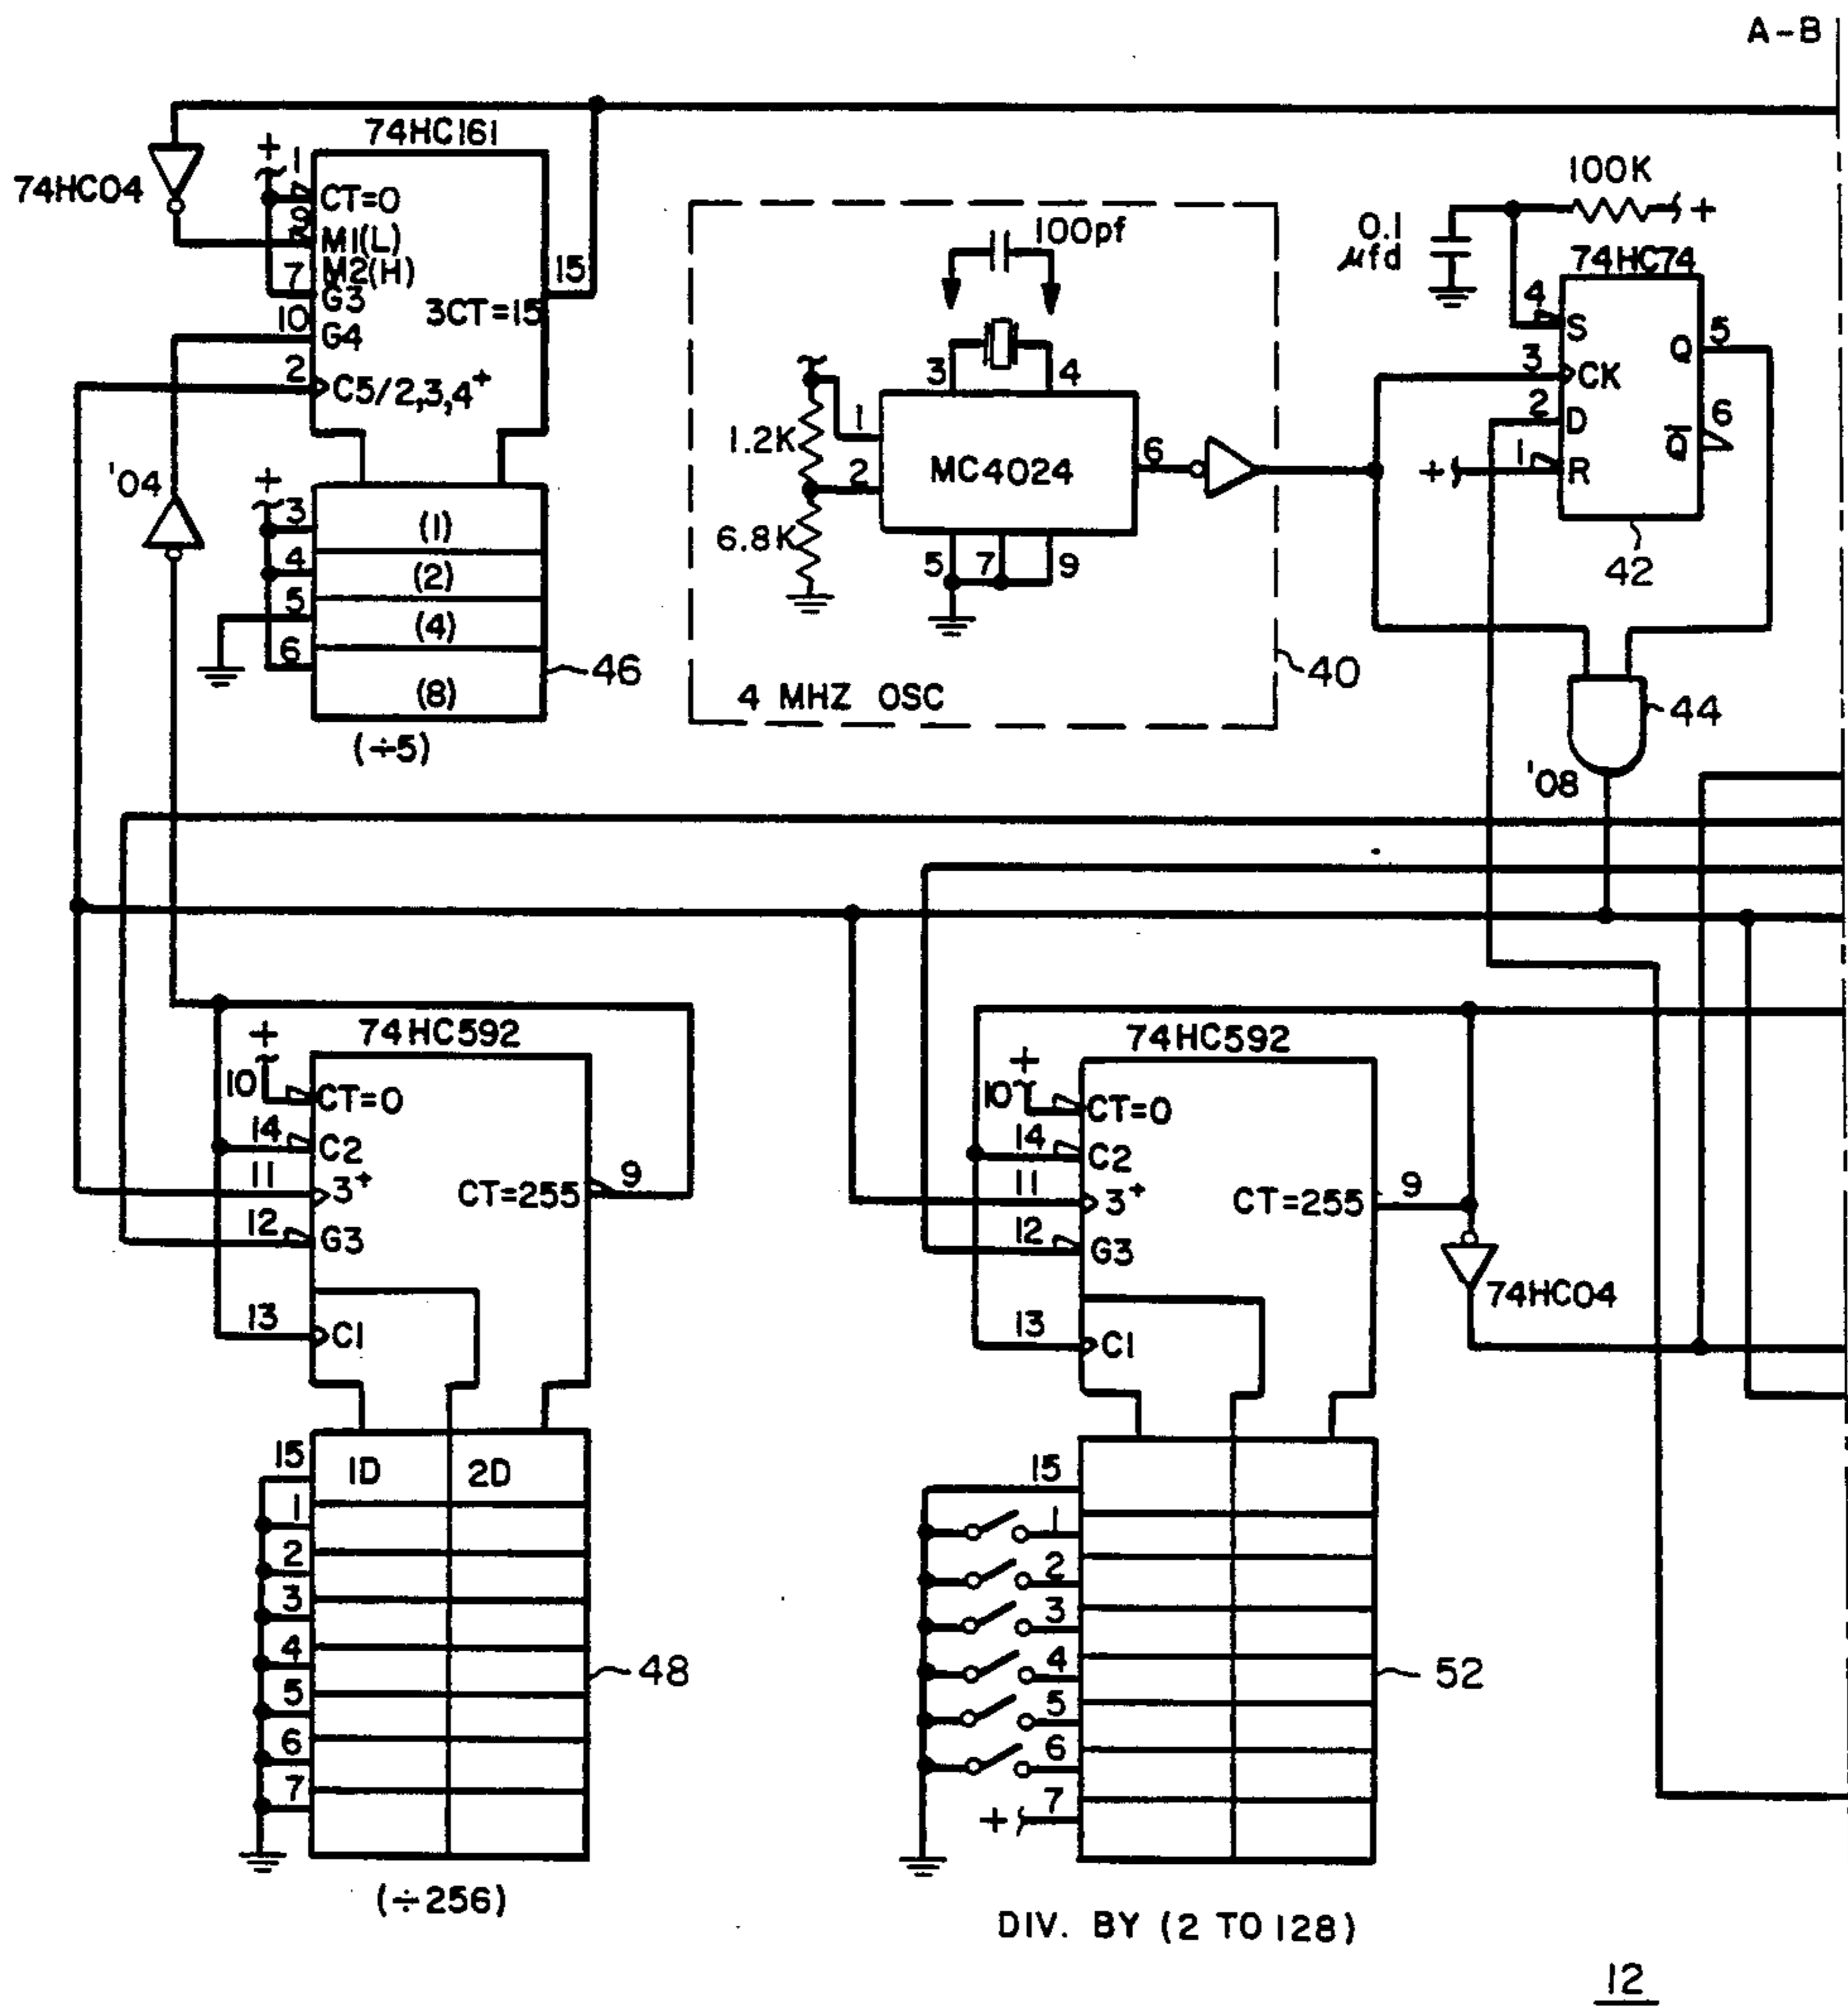 A-B
74HC161
74HC04
+
1
CT=0
9
M1(L)
M2(H)
7
G3
10
G4
2
C5/2,3,4+
3CT=15
15
'04
+
3
(1)
4
(2)
5
(4)
6
(8)
46
(÷5)
100pf
3
4
1
1.2K
2
6.8K
MC4024
6
5
7
9
4 MHZ OSC
40
100K
+
0.1
µfd
74HC74
4
S
Q
5
3
CK
2
D
Q
6
+
1
R
42
44
'08
74HC592
+
10
CT=0
14
C2
11
3+
CT=255
9
12
G3
13
C1
15
1D
2D
1
2
3
4
5
6
7
48
(÷256)
74HC592
+
10
CT=0
14
C2
11
3+
CT=255
9
12
G3
74HC04
13
C1
15
1
2
3
4
5
6
+
7
52
DIV. BY (2 TO 128)
12